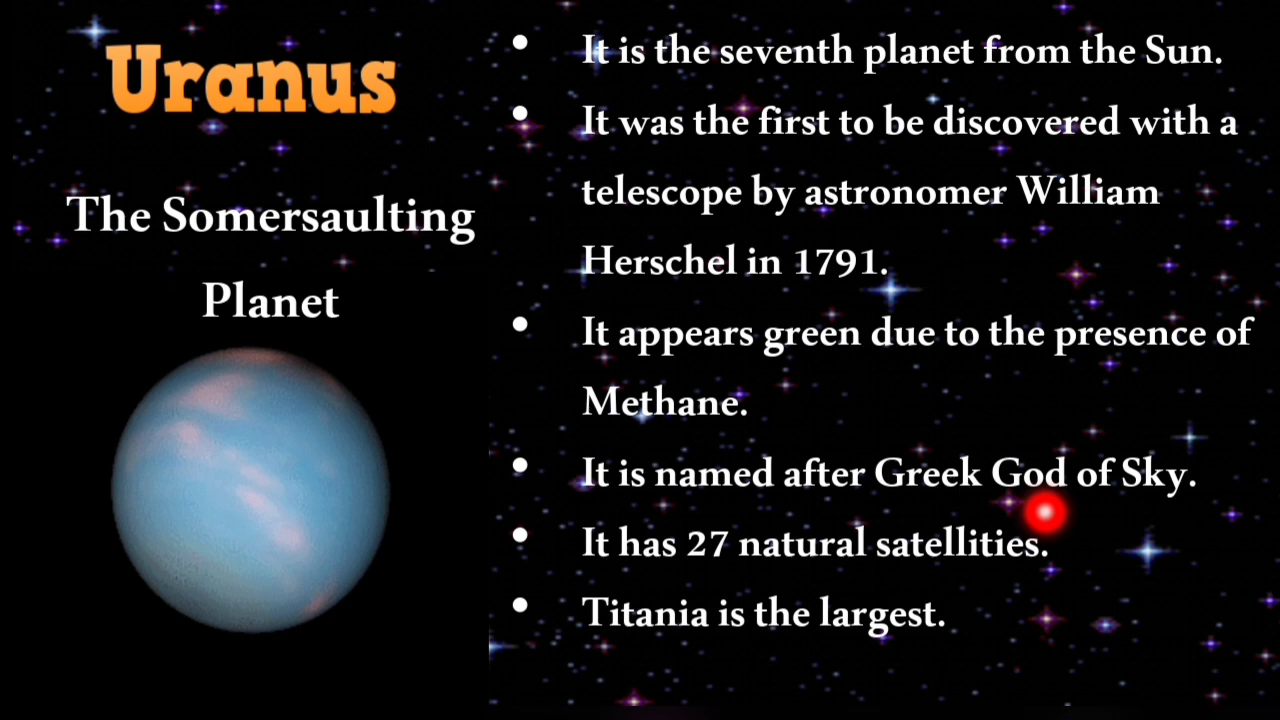 Uranus
The Somersaulting
Planet
• It is the seventh planet from the Sun.
• It was the first to be discovered with a
telescope by astronomer William
Herschel in 1791.
• It appears green due to the presence of
Methane.
• It is named after Greek God of Sky.
• It has 27 natural satellities.
• Titania is the largest.